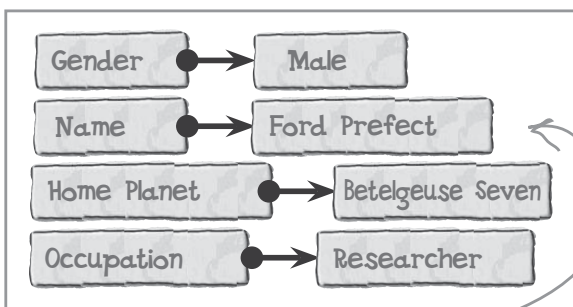 Gender Male
Name Ford Prefect
Home Planet Betelgeuse Seven
Occupation Researcher